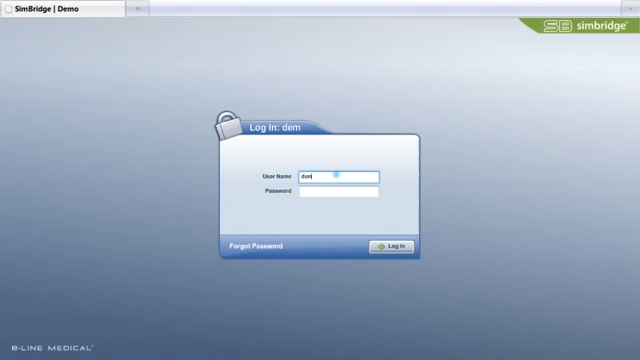 SimBridge | Demo
SB simbridge
Log In: dem
User Name dem
Password
Forgot Password Log In
B-LINE MEDICAL